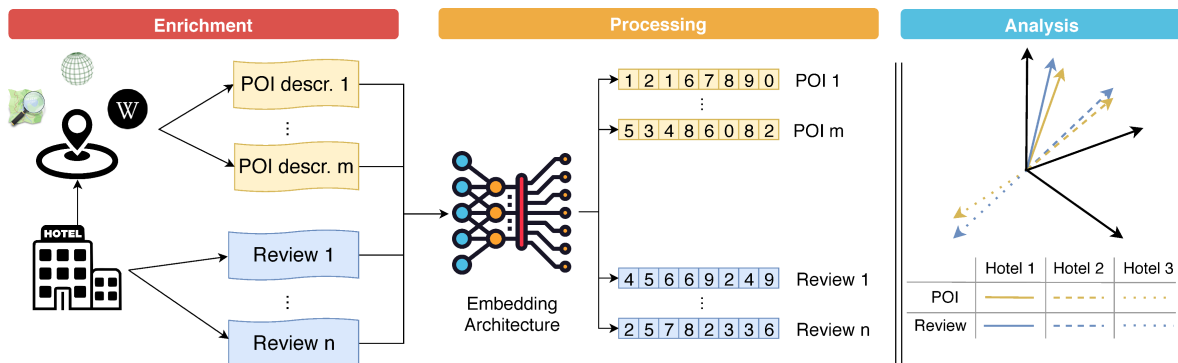 Enrichment
Processing
Analysis
W
POI descr. 1
⋮
POI descr. m
HOTEL
Review 1
⋮
Review n
Embedding
Architecture
1 2 1 6 7 8 9 0 POI 1
⋮
5 3 4 8 6 0 8 2 POI m
4 5 6 6 9 2 4 9 Review 1
⋮
2 5 7 8 2 3 3 6 Review n
Hotel 1 Hotel 2 Hotel 3
POI
Review